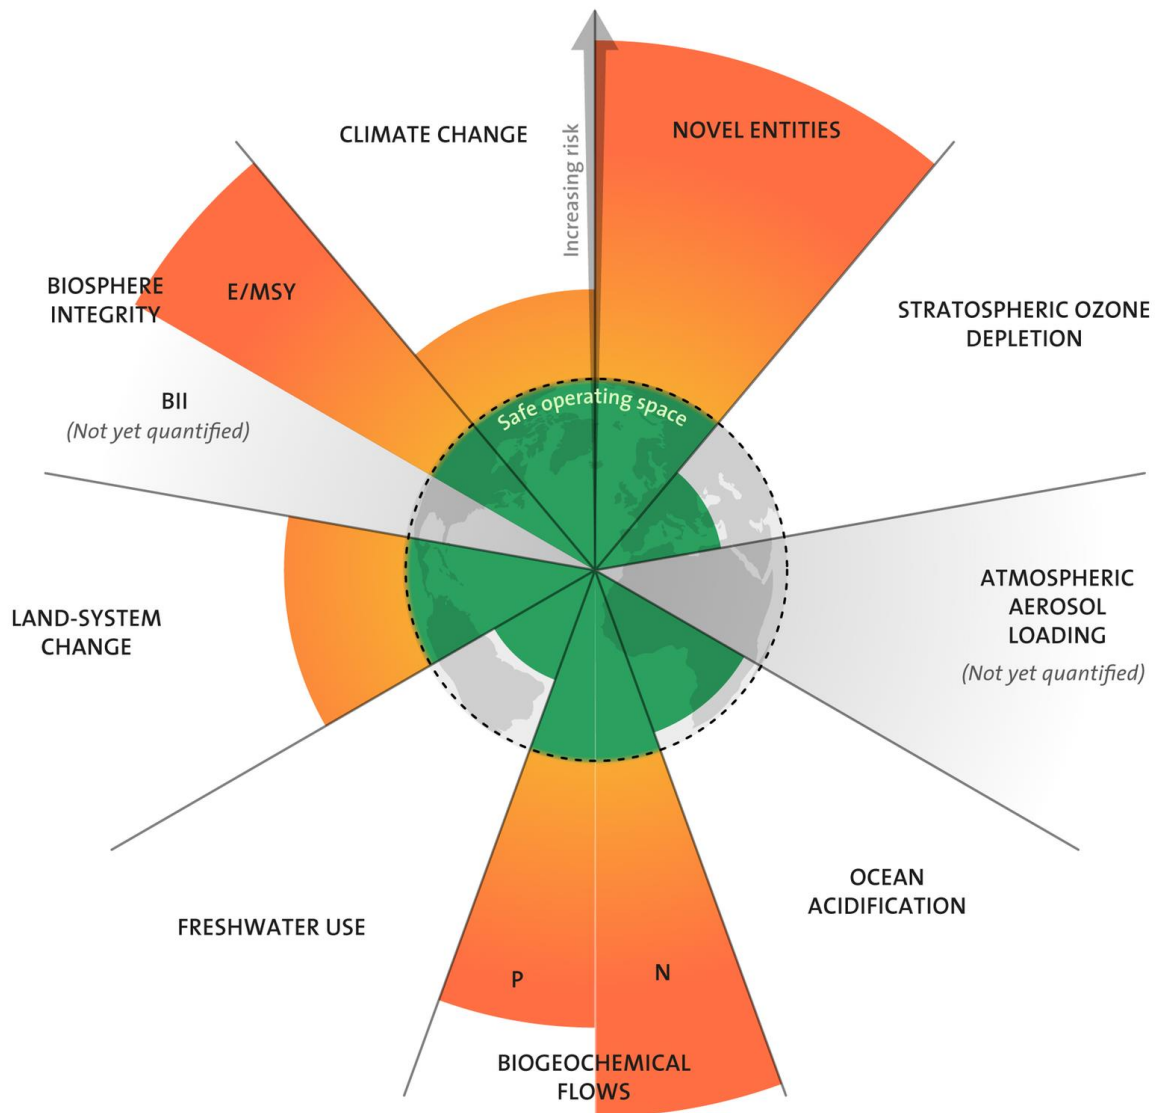 CLIMATE CHANGE
NOVEL ENTITIES
Increasing risk
BIOSPHERE
INTEGRITY
E/MSY
STRATOSPHERIC OZONE
DEPLETION
BII
(Not yet quantified)
Safe operating space
LAND-SYSTEM
CHANGE
ATMOSPHERIC
AEROSOL
LOADING
(Not yet quantified)
FRESHWATER USE
OCEAN
ACIDIFICATION
P
N
BIOGEOCHEMICAL
FLOWS